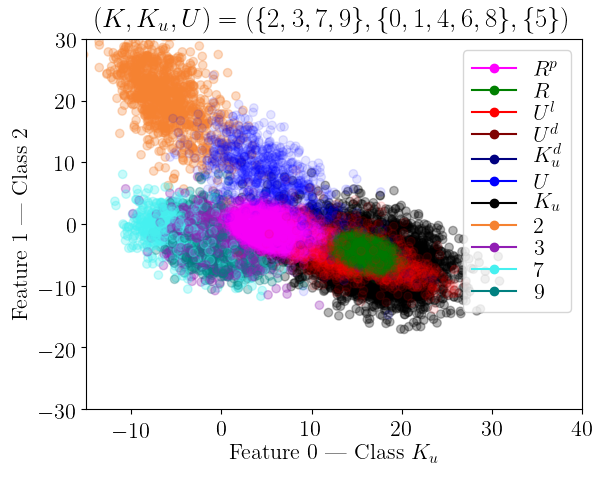 (K, K_u, U) = ({2, 3, 7, 9}, {0, 1, 4, 6, 8}, {5})
30
20
10
0
−10
−20
−30
−10
0
10
20
30
40
Feature 1 — Class 2
Feature 0 — Class K_u
R^p
R
U^l
U^d
K_u^d
U
K_u
2
3
7
9